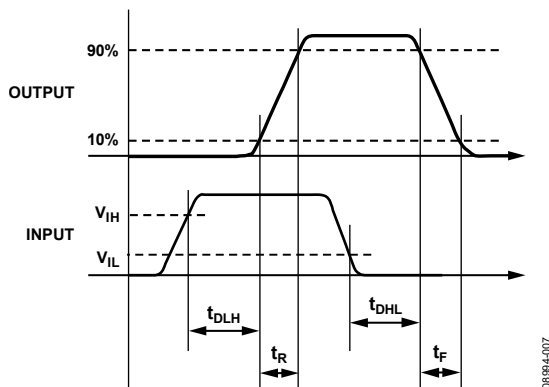 90%
OUTPUT
10%
VIH
INPUT
VIL
tDLH
tDHL
tR
tF
08994-007